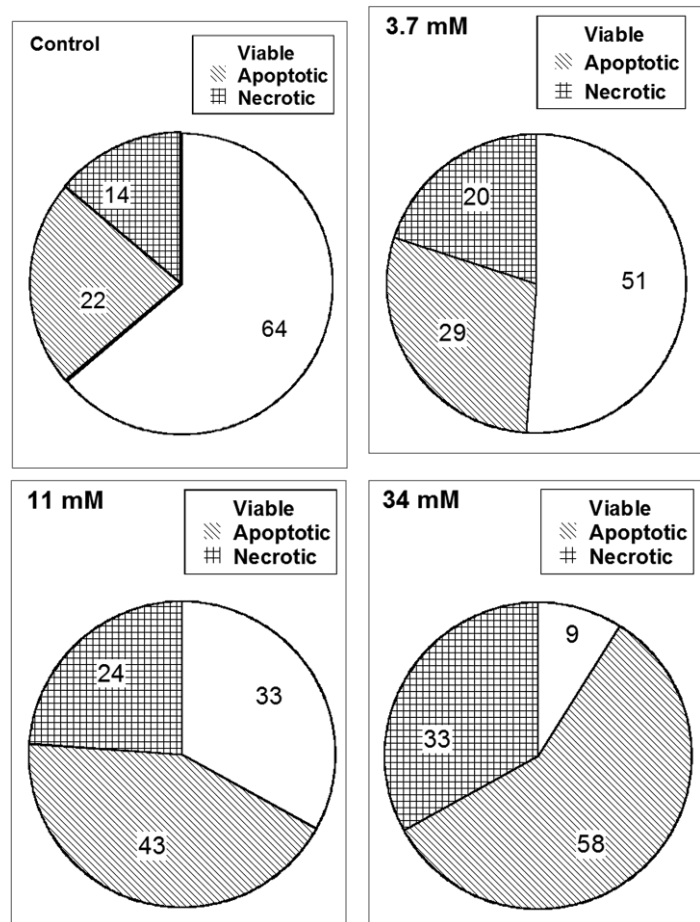 Control
Viable
Apoptotic
Necrotic
14
22
64
3.7 mM
Viable
Apoptotic
Necrotic
20
51
29
11 mM
Viable
Apoptotic
Necrotic
24
33
43
34 mM
Viable
Apoptotic
Necrotic
9
33
58